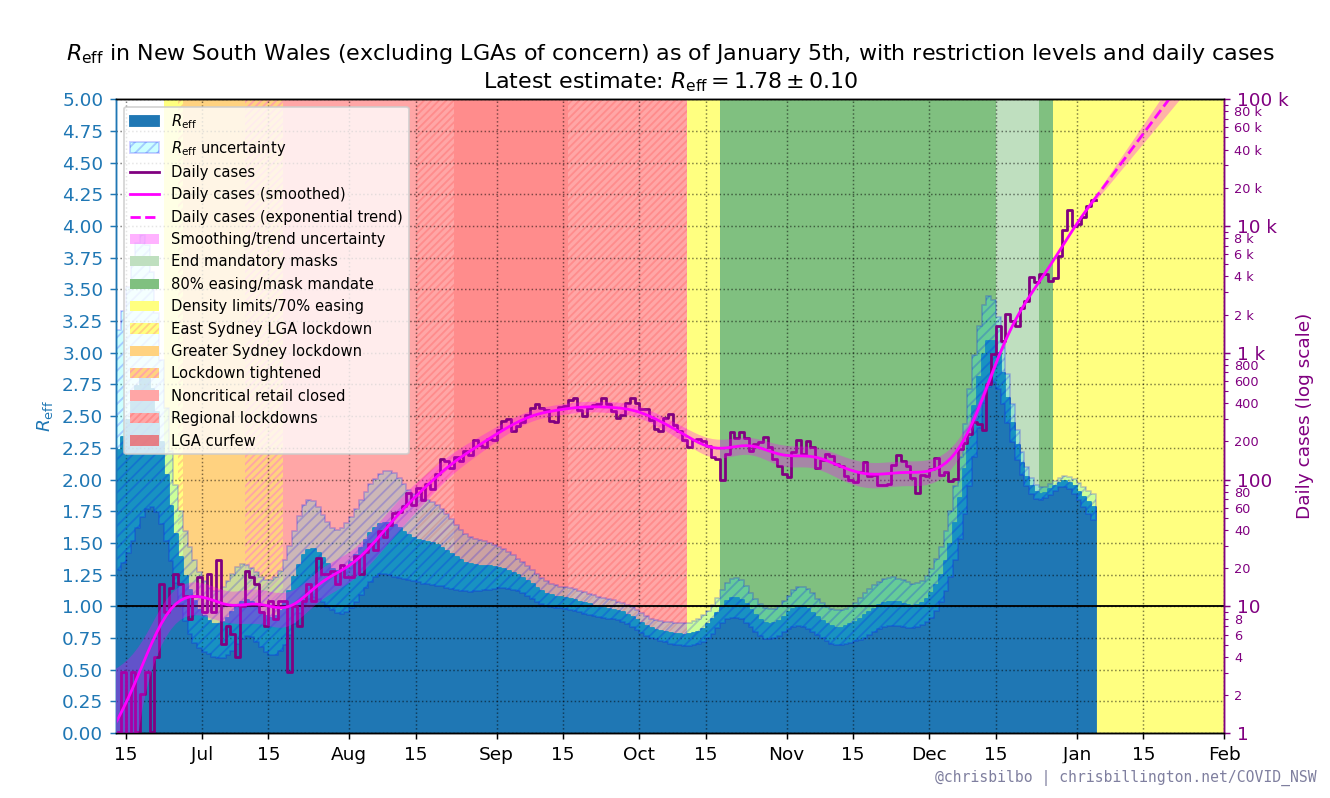 Reff in New South Wales (excluding LGAs of concern) as of January 5th, with restriction levels and daily cases
Latest estimate: Reff = 1.78 ± 0.10
Reff
5.00
4.75
4.50
4.25
4.00
3.75
3.50
3.25
3.00
2.75
2.50
2.25
2.00
1.75
1.50
1.25
1.00
0.75
0.50
0.25
0.00
Reff
Reff uncertainty
Daily cases
Daily cases (smoothed)
Daily cases (exponential trend)
Smoothing/trend uncertainty
End mandatory masks
80% easing/mask mandate
Density limits/70% easing
East Sydney LGA lockdown
Greater Sydney lockdown
Lockdown tightened
Noncritical retail closed
Regional lockdowns
LGA curfew
100 k
80 k
60 k
40 k
20 k
10 k
8 k
6 k
4 k
2 k
1 k
800
600
400
200
100
80
60
40
20
10
8
6
4
2
1
Daily cases (log scale)
15 Jul 15 Aug 15 Sep 15 Oct 15 Nov 15 Dec 15 Jan 15 Feb
@chrisbilbo | chrisbillington.net/COVID_NSW